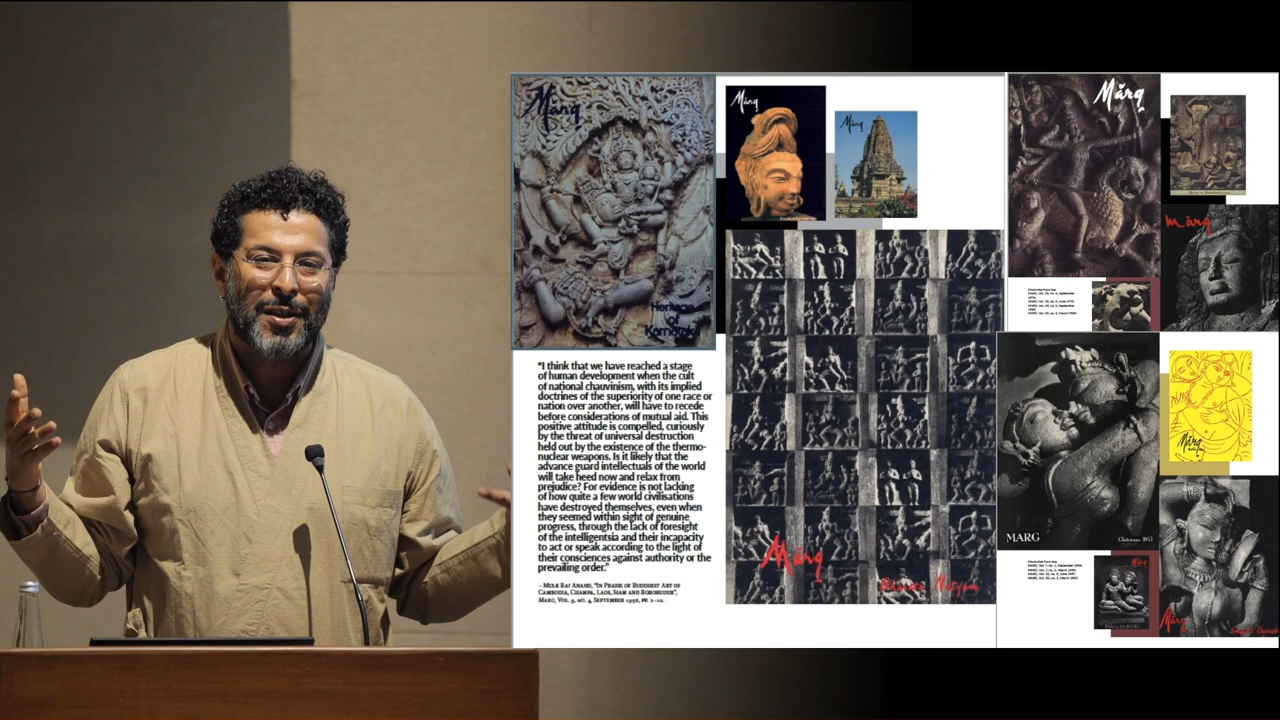 Marg
Heritage
of
Karnataka
"I think that we have reached a stage
of human development when the cult
of national chauvinism, with its implied
doctrines of the superiority of one race or
nation over another, will have to recede
before considerations of mutual aid. This
positive attitude is compelled, curiously
by the threat of universal destruction
held out by the existence of the thermo-
nuclear weapons. Is it likely that the
advance guard intellectuals of the world
will take heed now and relax from
prejudice? For evidence is not lacking
of how quite a few world civilisations
have destroyed themselves, even when
they seemed within sight of genuine
progress, through the lack of foresight
of the intelligentsia and their incapacity
to act or speak according to the light of
their consciences against authority or the
prevailing order."
– Mulk Raj Anand, "In Praise of Buddhist Art of
Cambodia, Champa, Laos, Siam and Borobudur",
Marg, Vol. 9, no. 4, September 1956, pp. 2-10.
Marg
Marg
Marg
Marg
Marg
MARG
Christmas, 1953
Marg
Marg
Marg